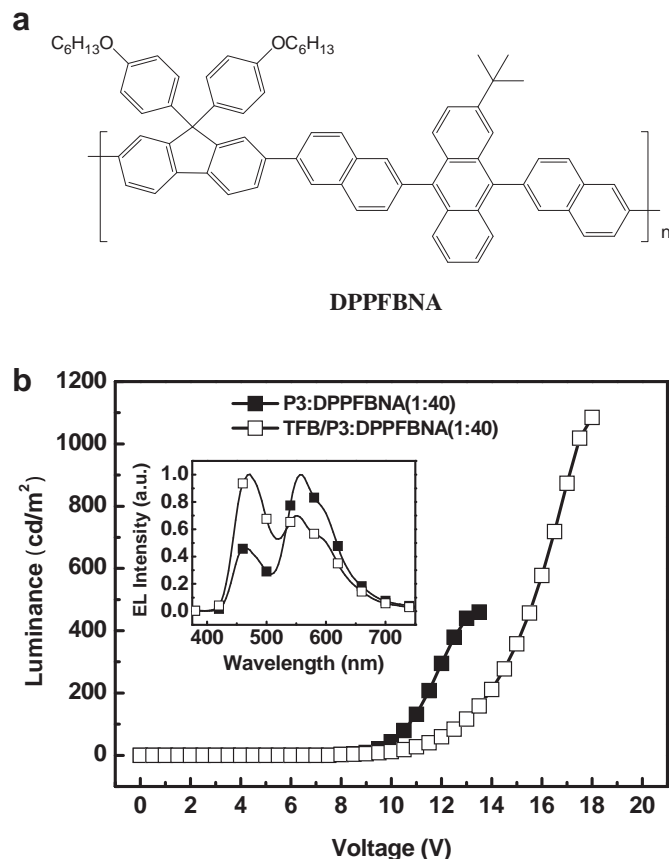 a
C6H13O
OC6H13
n
DPPFBNA
b
P3:DPPFBNA(1:40)
TFB/P3:DPPFBNA(1:40)
EL Intensity (a.u.)
1.0
0.8
0.6
0.4
0.2
0.0
400 500 600 700
Wavelength (nm)
Luminance (cd/m2)
1200
1000
800
600
400
200
0
0 2 4 6 8 10 12 14 16 18 20
Voltage (V)